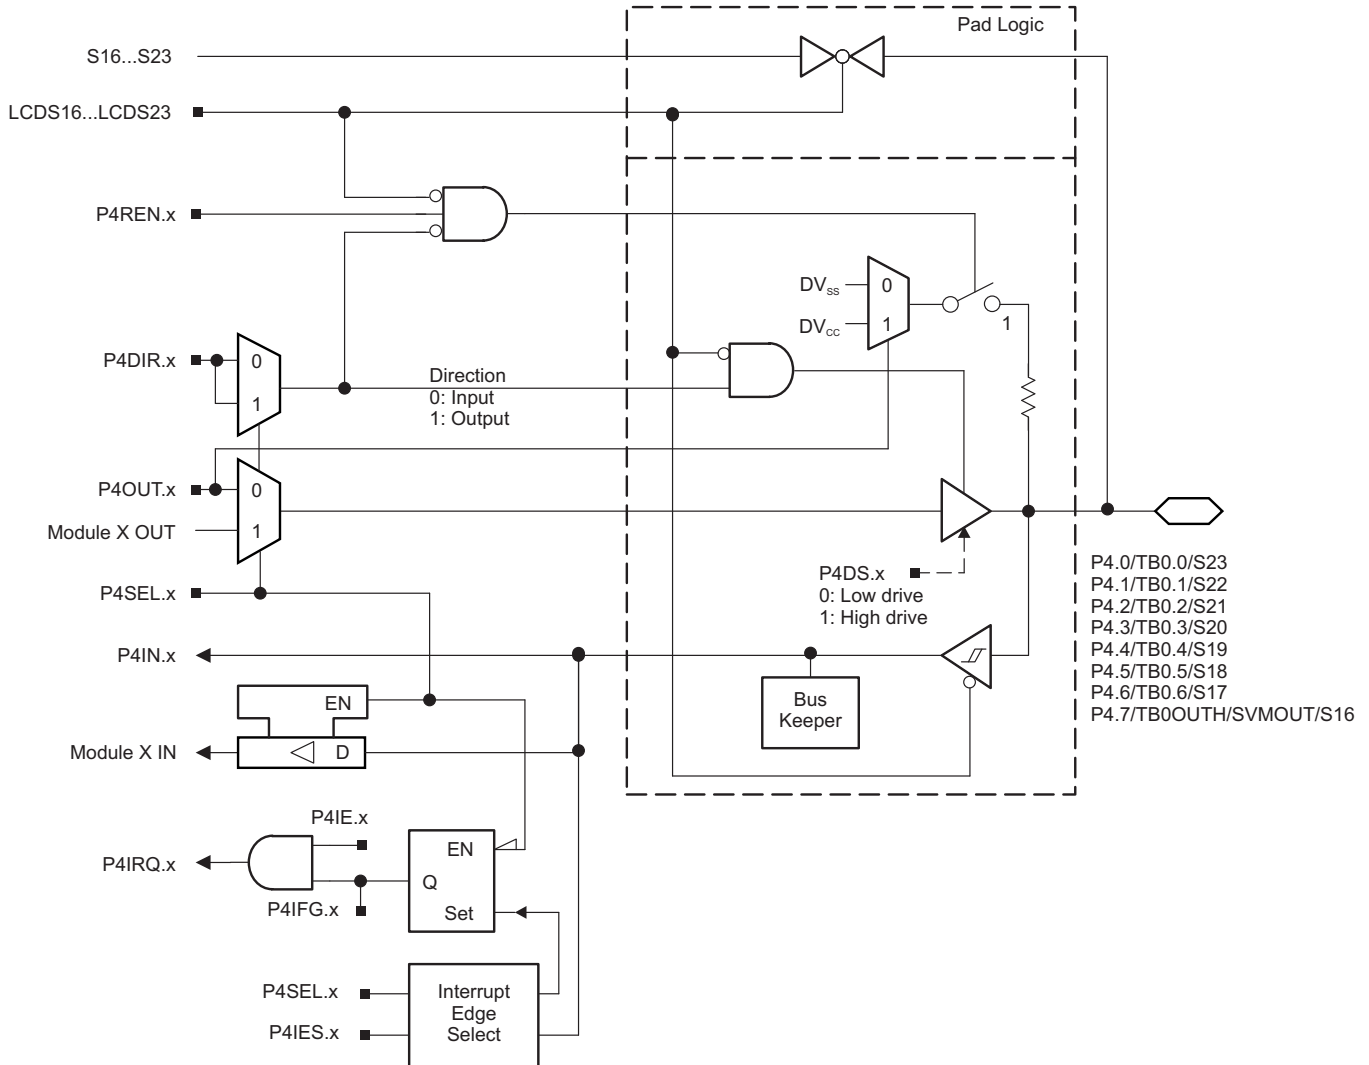 Pad Logic
S16...S23
LCDS16...LCDS23
P4REN.x
DVSS
0
DVCC
1
1
P4DIR.x
0
1
Direction
0: Input
1: Output
P4OUT.x
0
Module X OUT
1
P4DS.x
0: Low drive
1: High drive
P4SEL.x
P4.0/TB0.0/S23
P4.1/TB0.1/S22
P4.2/TB0.2/S21
P4.3/TB0.3/S20
P4.4/TB0.4/S19
P4.5/TB0.5/S18
P4.6/TB0.6/S17
P4.7/TB0OUTH/SVMOUT/S16
P4IN.x
Bus
Keeper
EN
Module X IN
D
P4IE.x
P4IRQ.x
EN
Q
Set
P4IFG.x
P4SEL.x
P4IES.x
Interrupt
Edge
Select